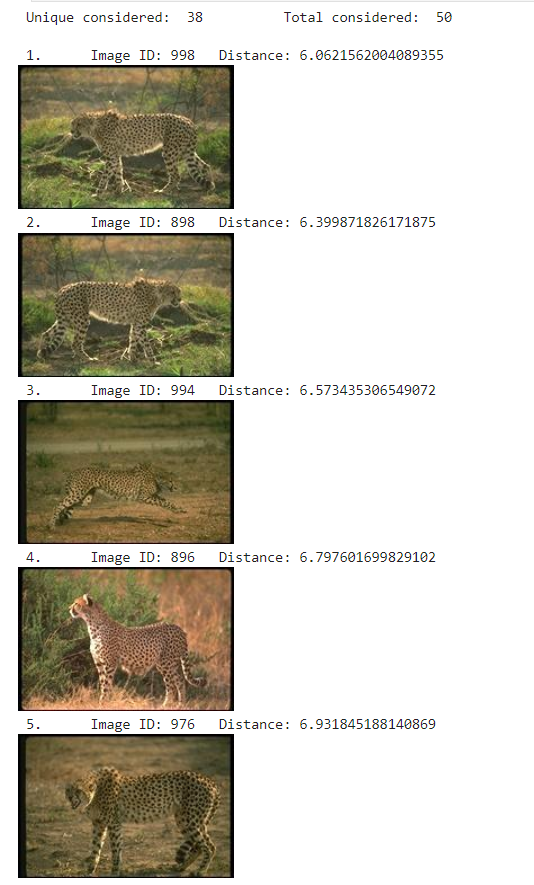 Unique considered:  38          Total considered:  50
1.      Image ID: 998   Distance: 6.0621562004089355
2.      Image ID: 898   Distance: 6.399871826171875
3.      Image ID: 994   Distance: 6.573435306549072
4.      Image ID: 896   Distance: 6.797601699829102
5.      Image ID: 976   Distance: 6.931845188140869